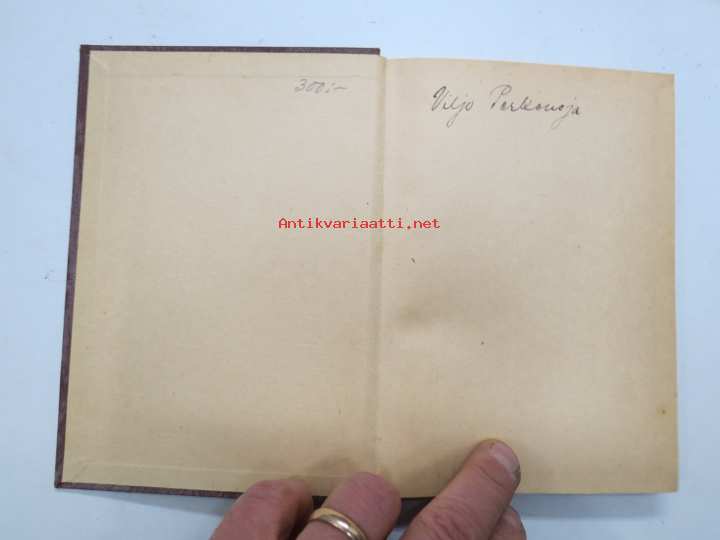 300:-
Viljo Perkonoja
Antikvariaatti.net